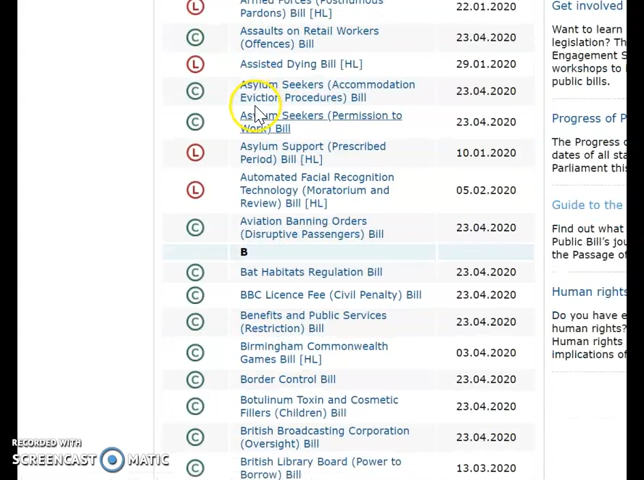 Armed Forces (Posthumous
Pardons) Bill [HL]
L
22.01.2020
C
Assaults on Retail Workers
(Offences) Bill
23.04.2020
L
Assisted Dying Bill [HL]
29.01.2020
C
Asylum Seekers (Accommodation
Eviction Procedures) Bill
23.04.2020
C
Asylum Seekers (Permission to
Work) Bill
23.04.2020
L
Asylum Support (Prescribed
Period) Bill [HL]
10.01.2020
L
Automated Facial Recognition
Technology (Moratorium and
Review) Bill [HL]
05.02.2020
C
Aviation Banning Orders
(Disruptive Passengers) Bill
23.04.2020
B
C
Bat Habitats Regulation Bill
23.04.2020
C
BBC Licence Fee (Civil Penalty) Bill
23.04.2020
C
Benefits and Public Services
(Restriction) Bill
23.04.2020
C
Birmingham Commonwealth
Games Bill [HL]
03.04.2020
C
Border Control Bill
23.04.2020
C
Botulinum Toxin and Cosmetic
Fillers (Children) Bill
23.04.2020
C
British Broadcasting Corporation
(Oversight) Bill
23.04.2020
C
British Library Board (Power to
Borrow) Bill
13.03.2020
Get involved
Want to learn
legislation? The
Engagement S
workshops to
public bills.
Progress of P
The Progress o
dates of all sta
Parliament this
Guide to the
Find out what
Public Bill's jou
the Passage of
Human rights
Do you have e
human rights?
Human Rights
implications of
RECORDED WITH
SCREENCAST MATIC